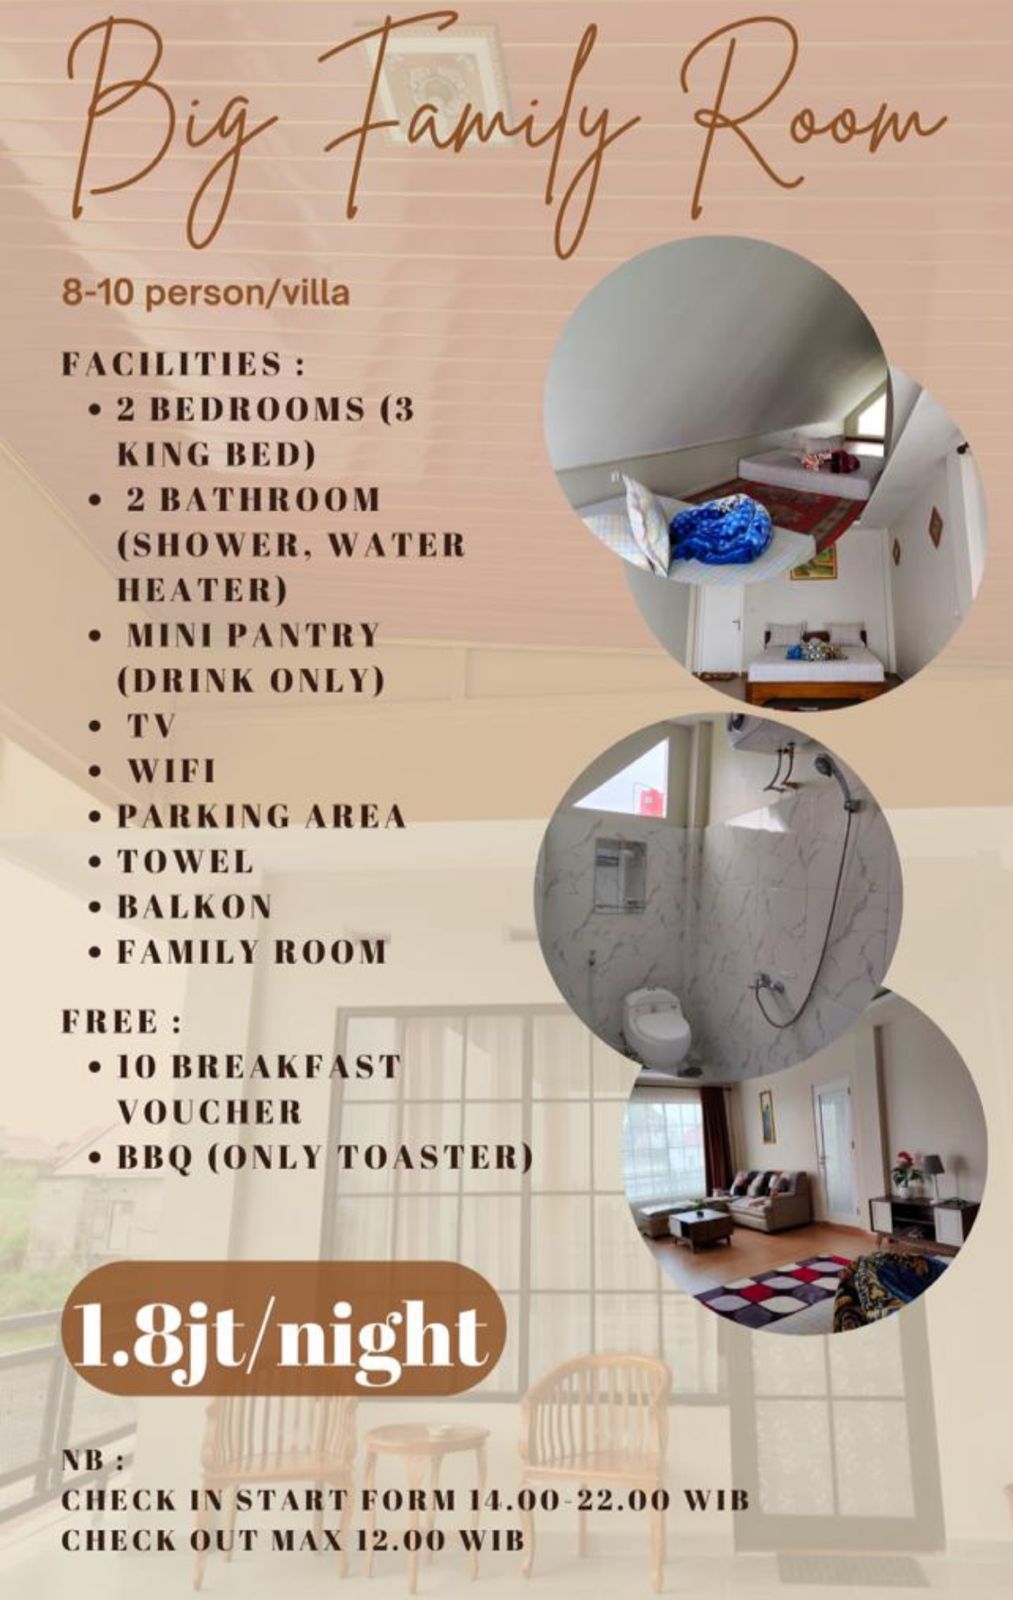 Big Family Room
8-10 person/villa
FACILITIES :
• 2 BEDROOMS (3
KING BED)
• 2 BATHROOM
(SHOWER, WATER
HEATER)
• MINI PANTRY
(DRINK ONLY)
• TV
• WIFI
• PARKING AREA
• TOWEL
• BALKON
• FAMILY ROOM
FREE :
• 10 BREAKFAST
VOUCHER
• BBQ (ONLY TOASTER)
1.8jt/night
NB :
CHECK IN START FORM 14.00-22.00 WIB
CHECK OUT MAX 12.00 WIB